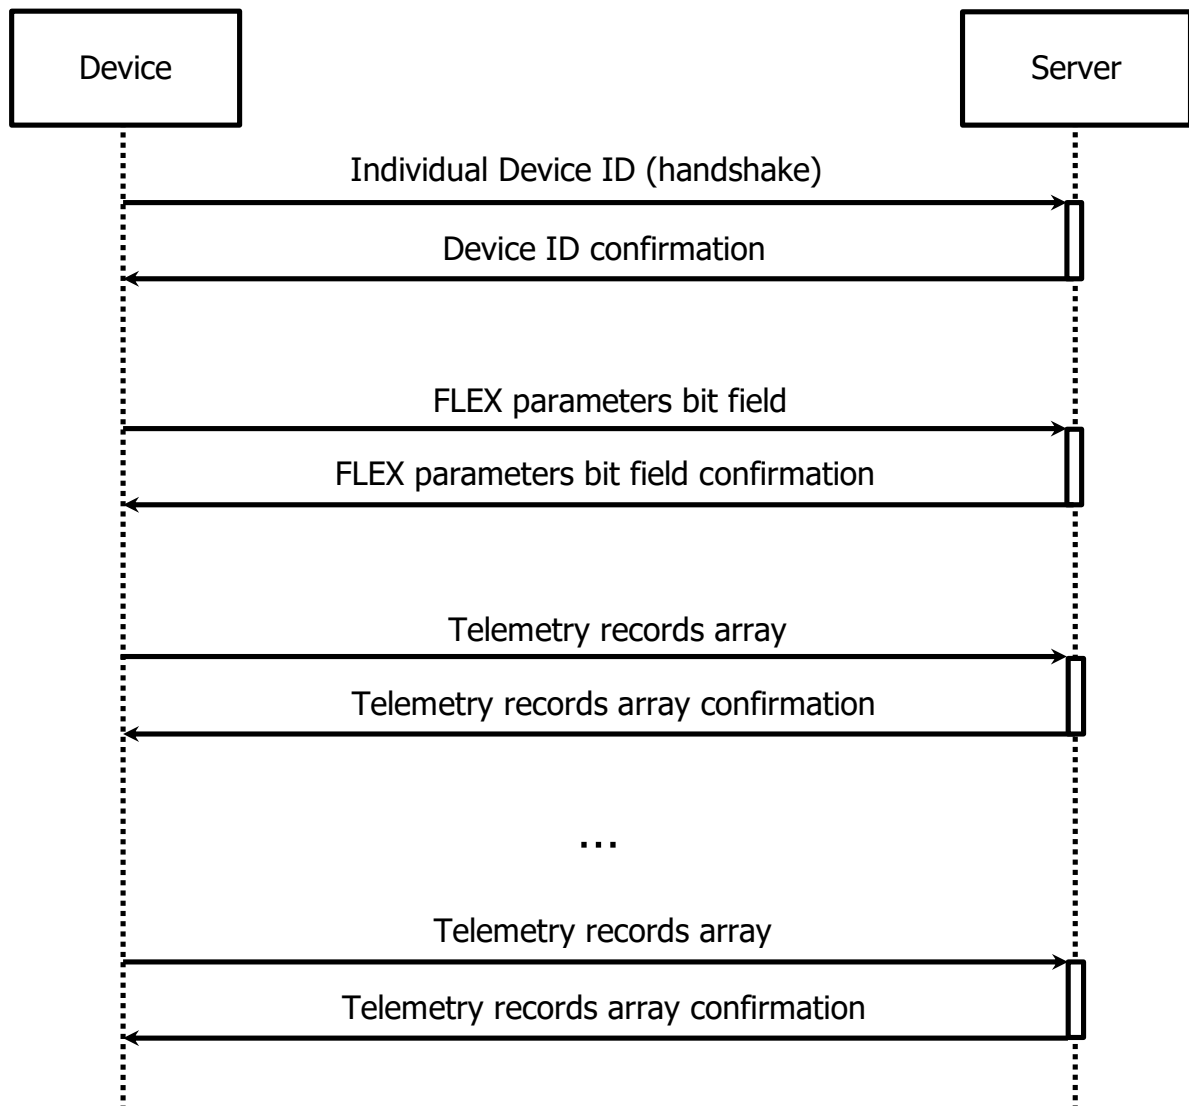 Device
Server
Individual Device ID (handshake)
Device ID confirmation
FLEX parameters bit field
FLEX parameters bit field confirmation
Telemetry records array
Telemetry records array confirmation
...
Telemetry records array
Telemetry records array confirmation